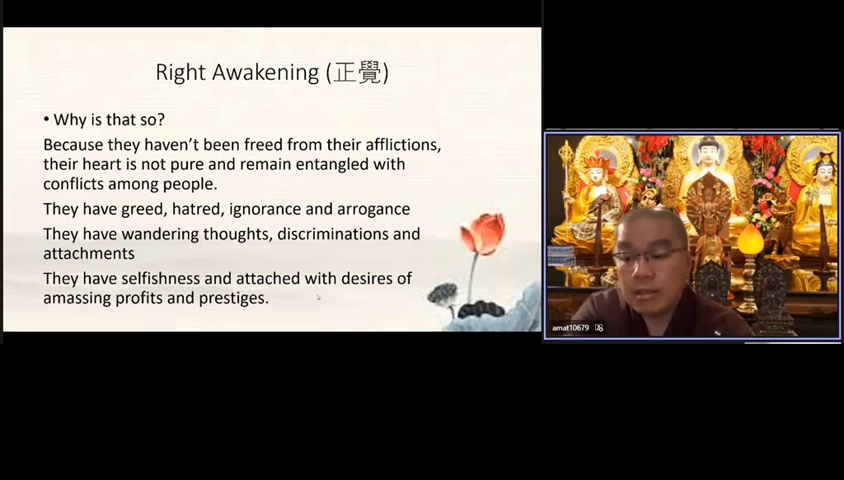 Right Awakening (正覺)
• Why is that so?
Because they haven't been freed from their afflictions,
their heart is not pure and remain entangled with
conflicts among people.
They have greed, hatred, ignorance and arrogance
They have wandering thoughts, discriminations and
attachments
They have selfishness and attached with desires of
amassing profits and prestiges.
amat10679